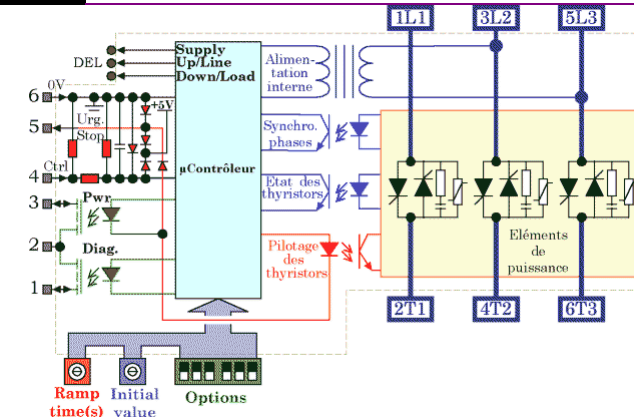 1L1 3L2 5L3
DEL
Supply
Up/Line
Down/Load
Alimen-
tation
interne
6 0V
+5V
5 Urg.
Stop
4 Ctrl
Synchro.
phases
µContrôleur
Etat des
thyristors
3 Pwr
2
Diag.
1
Pilotage
des
thyristors
Eléments
de
puissance
2T1 4T2 6T3
Ramp
time(s)
Initial
value
Options